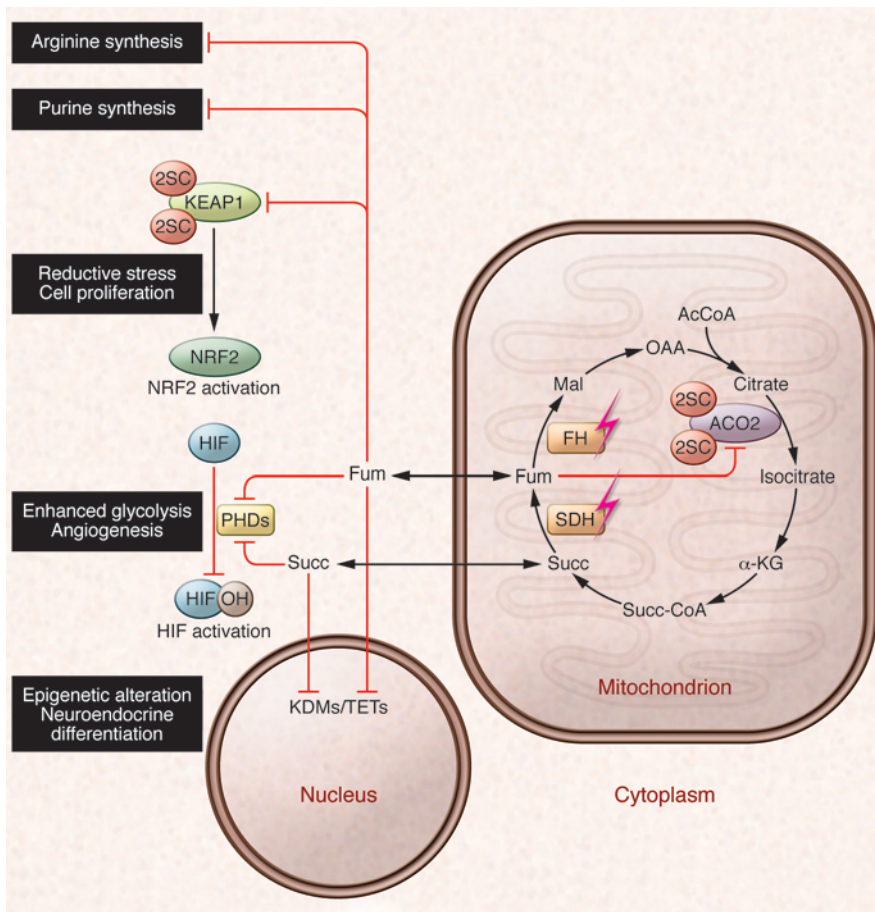 Arginine synthesis
Purine synthesis
2SC
KEAP1
2SC
Reductive stress
Cell proliferation
NRF2
NRF2 activation
HIF
Enhanced glycolysis
Angiogenesis
PHDs
Fum
Succ
HIF OH
HIF activation
Epigenetic alteration
Neuroendocrine
differentiation
KDMs/TETs
Nucleus
AcCoA
OAA
Mal
Citrate
2SC
ACO2
2SC
FH
Fum
Isocitrate
SDH
Succ
α-KG
Succ-CoA
Mitochondrion
Cytoplasm